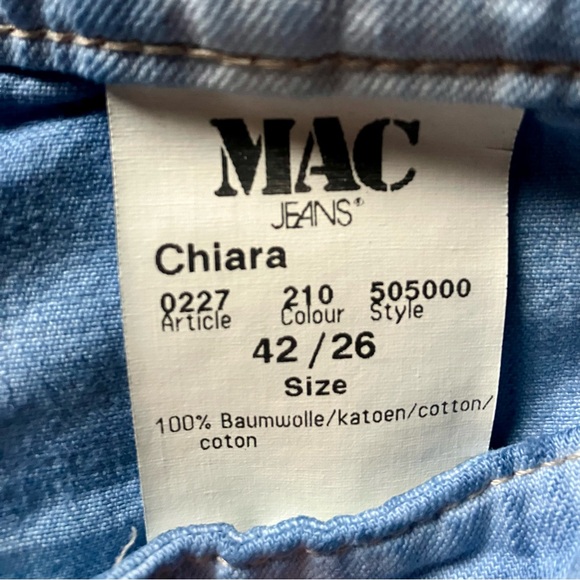 MAC
JEANS®
Chiara
0227 210 505000
Article Colour Style
42/26
Size
100% Baumwolle/katoen/cotton/
coton